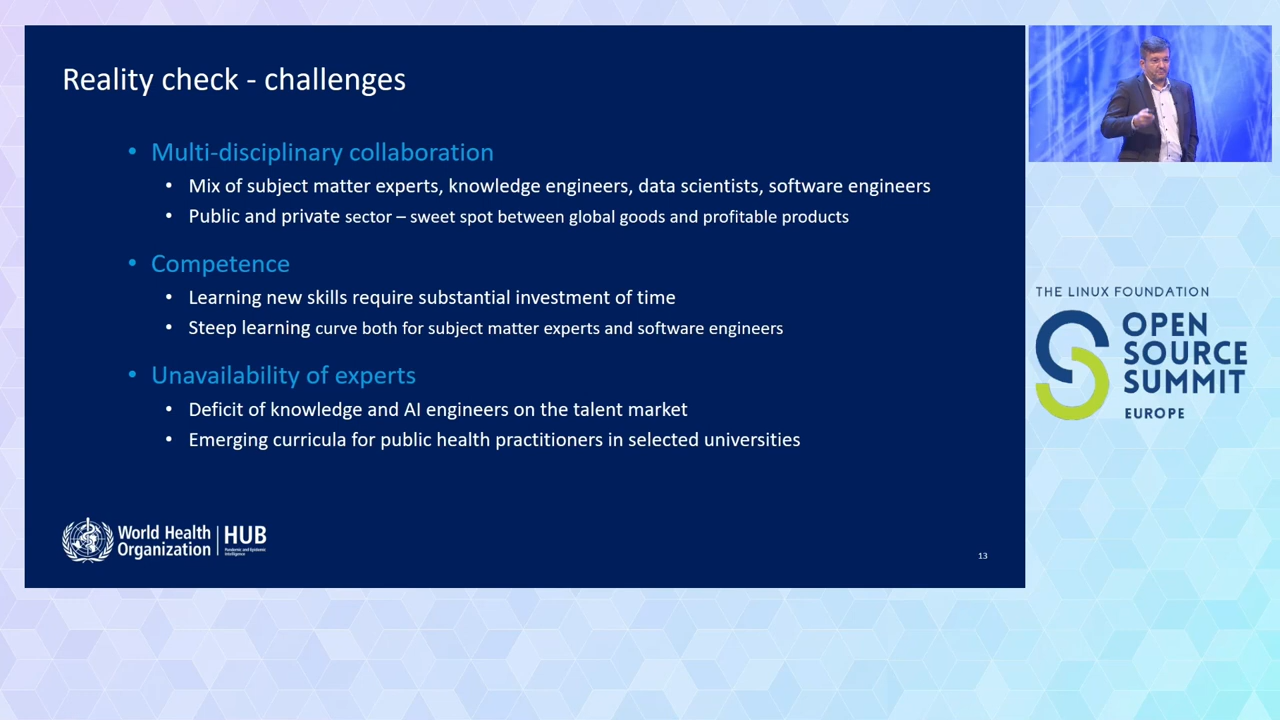 Reality check - challenges
• Multi-disciplinary collaboration
• Mix of subject matter experts, knowledge engineers, data scientists, software engineers
• Public and private sector – sweet spot between global goods and profitable products
• Competence
• Learning new skills require substantial investment of time
• Steep learning curve both for subject matter experts and software engineers
• Unavailability of experts
• Deficit of knowledge and AI engineers on the talent market
• Emerging curricula for public health practitioners in selected universities
World Health
Organization
HUB
Pandemic and Epidemic
Intelligence
13
THE LINUX FOUNDATION
OPEN
SOURCE
SUMMIT
EUROPE